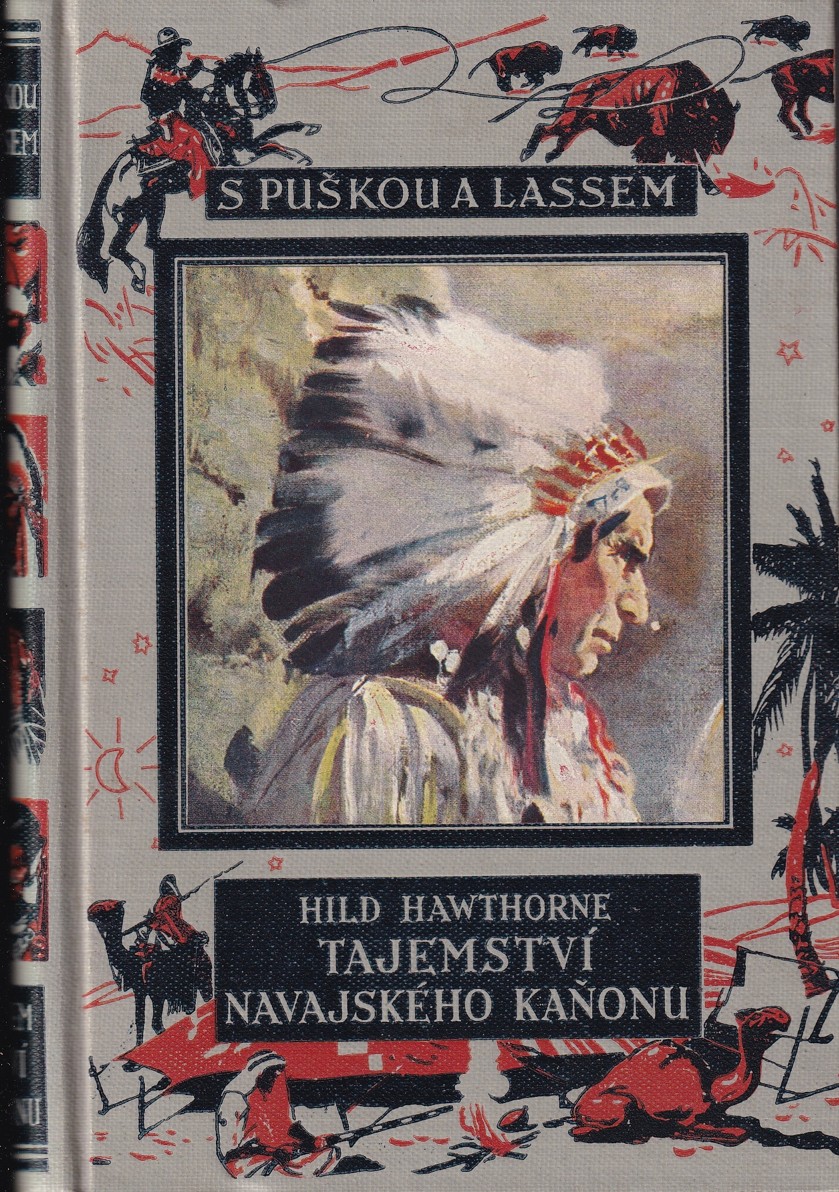 S PUŠKOU A LASSEM
HILD HAWTHORNE
TAJEMSTVÍ
NAVAJSKÉHO KAŇONU